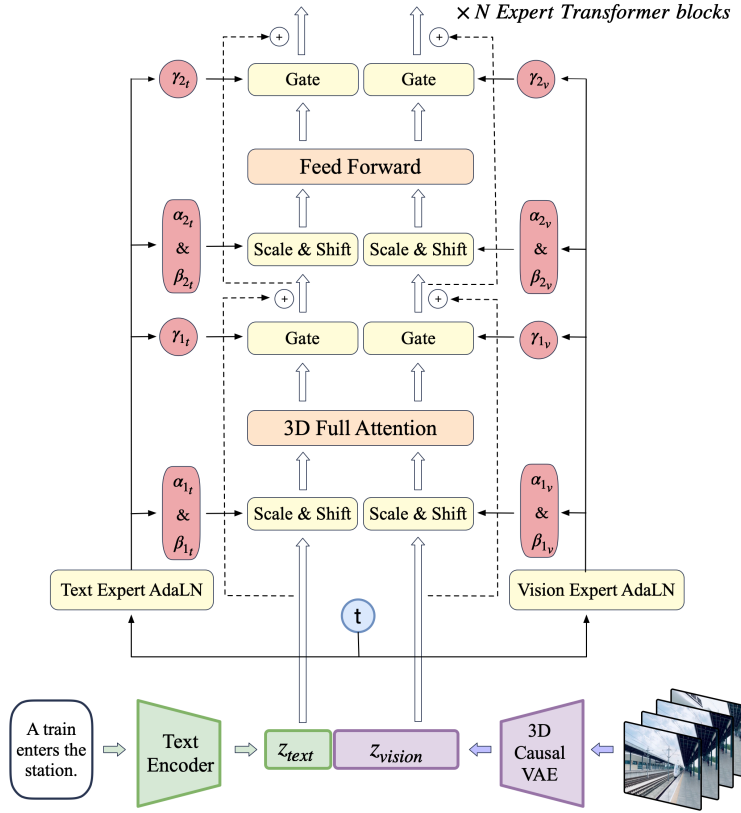 × N Expert Transformer blocks
γ2t
Gate
Gate
γ2v
Feed Forward
α2t
&
β2t
Scale & Shift
Scale & Shift
α2v
&
β2v
+
+
γ1t
Gate
Gate
γ1v
3D Full Attention
α1t
&
β1t
Scale & Shift
Scale & Shift
α1v
&
β1v
+
+
Text Expert AdaLN
t
Vision Expert AdaLN
A train
enters the
station.
Text
Encoder
ztext
zvision
3D
Causal
VAE